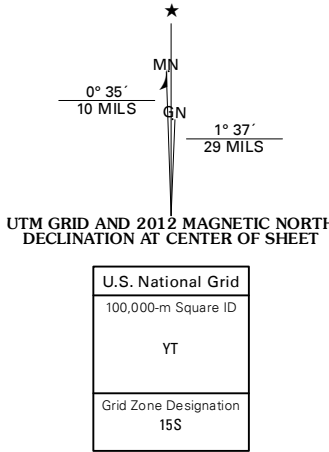 ★
MN
0° 35´
10 MILS
GN
1° 37´
29 MILS
UTM GRID AND 2012 MAGNETIC NORTH
DECLINATION AT CENTER OF SHEET
U.S. National Grid
100,000-m Square ID
YT
Grid Zone Designation
15S